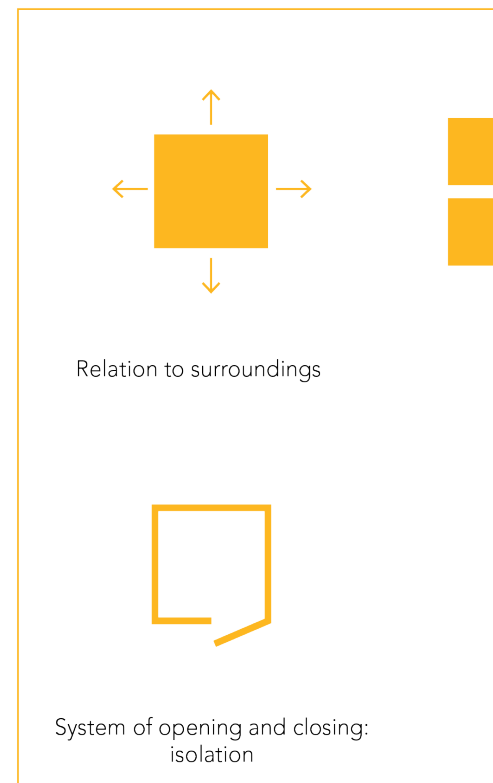 Relation to surroundings
System of opening and closing:
isolation